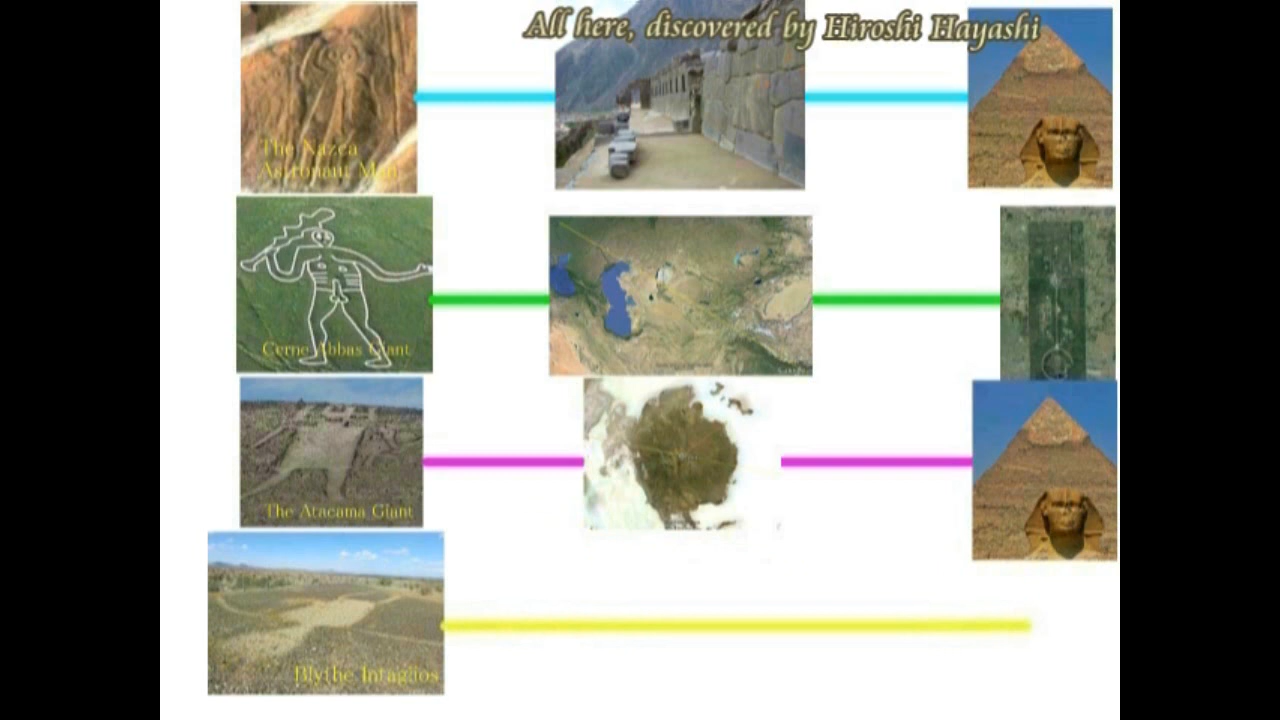 All here, discovered by Hiroshi Hayashi
The Nazca
Astronaut Man
Cerne Abbas Giant
The Atacama Giant
Blythe Intaglios